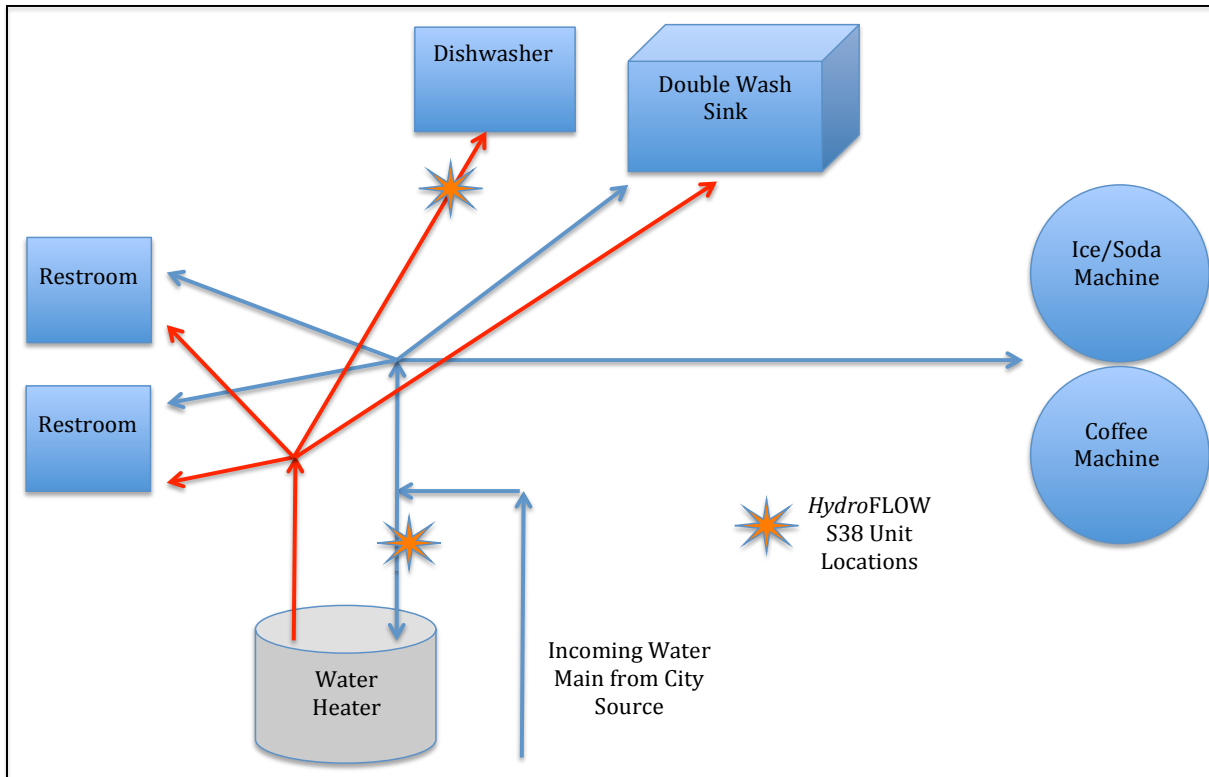 Dishwasher
Double Wash
Sink
Restroom
Ice/Soda
Machine
Restroom
Coffee
Machine
HydroFLOW
S38 Unit
Locations
Incoming Water
Main from City
Source
Water
Heater